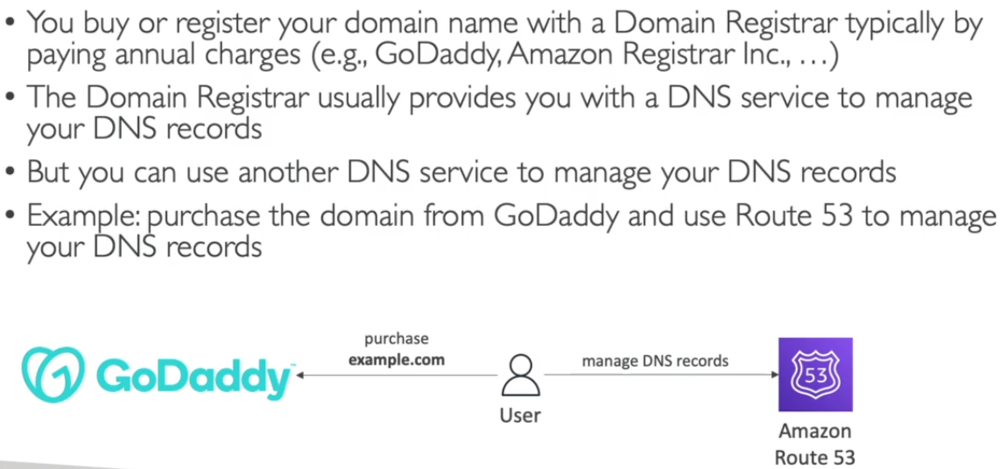 • You buy or register your domain name with a Domain Registrar typically by
paying annual charges (e.g., GoDaddy, Amazon Registrar Inc., …)
• The Domain Registrar usually provides you with a DNS service to manage
your DNS records
• But you can use another DNS service to manage your DNS records
• Example: purchase the domain from GoDaddy and use Route 53 to manage
your DNS records
purchase
example.com
GoDaddy™
User
manage DNS records
53
Amazon
Route 53